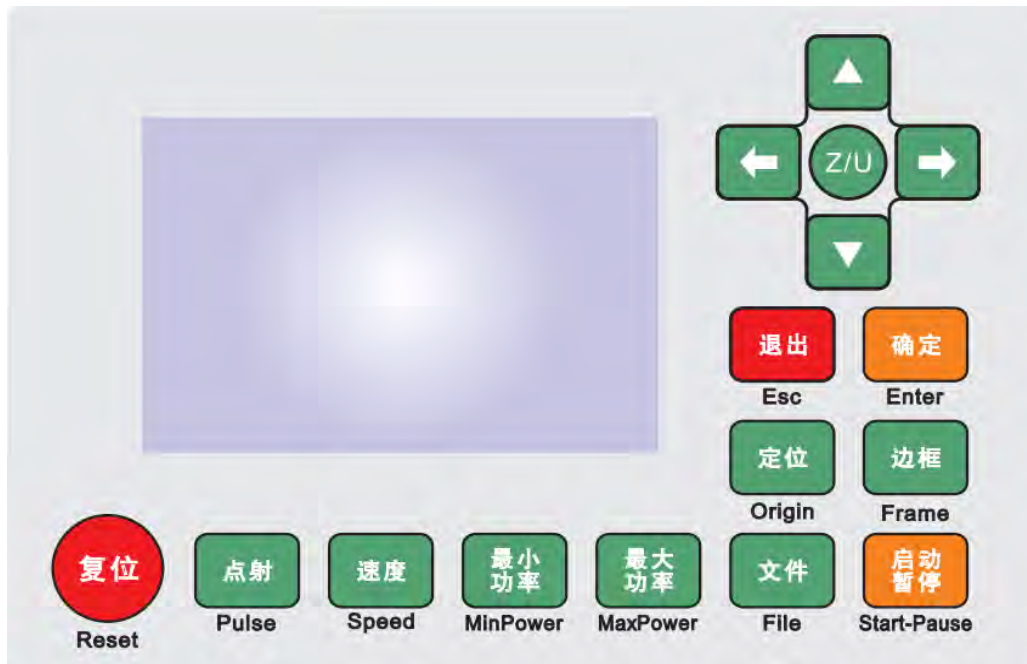 Z/U
退出
确定
Esc
Enter
定位
边框
Origin
Frame
复位
点射
速度
最小
功率
最大
功率
文件
启动
暂停
Reset
Pulse
Speed
MinPower
MaxPower
File
Start-Pause